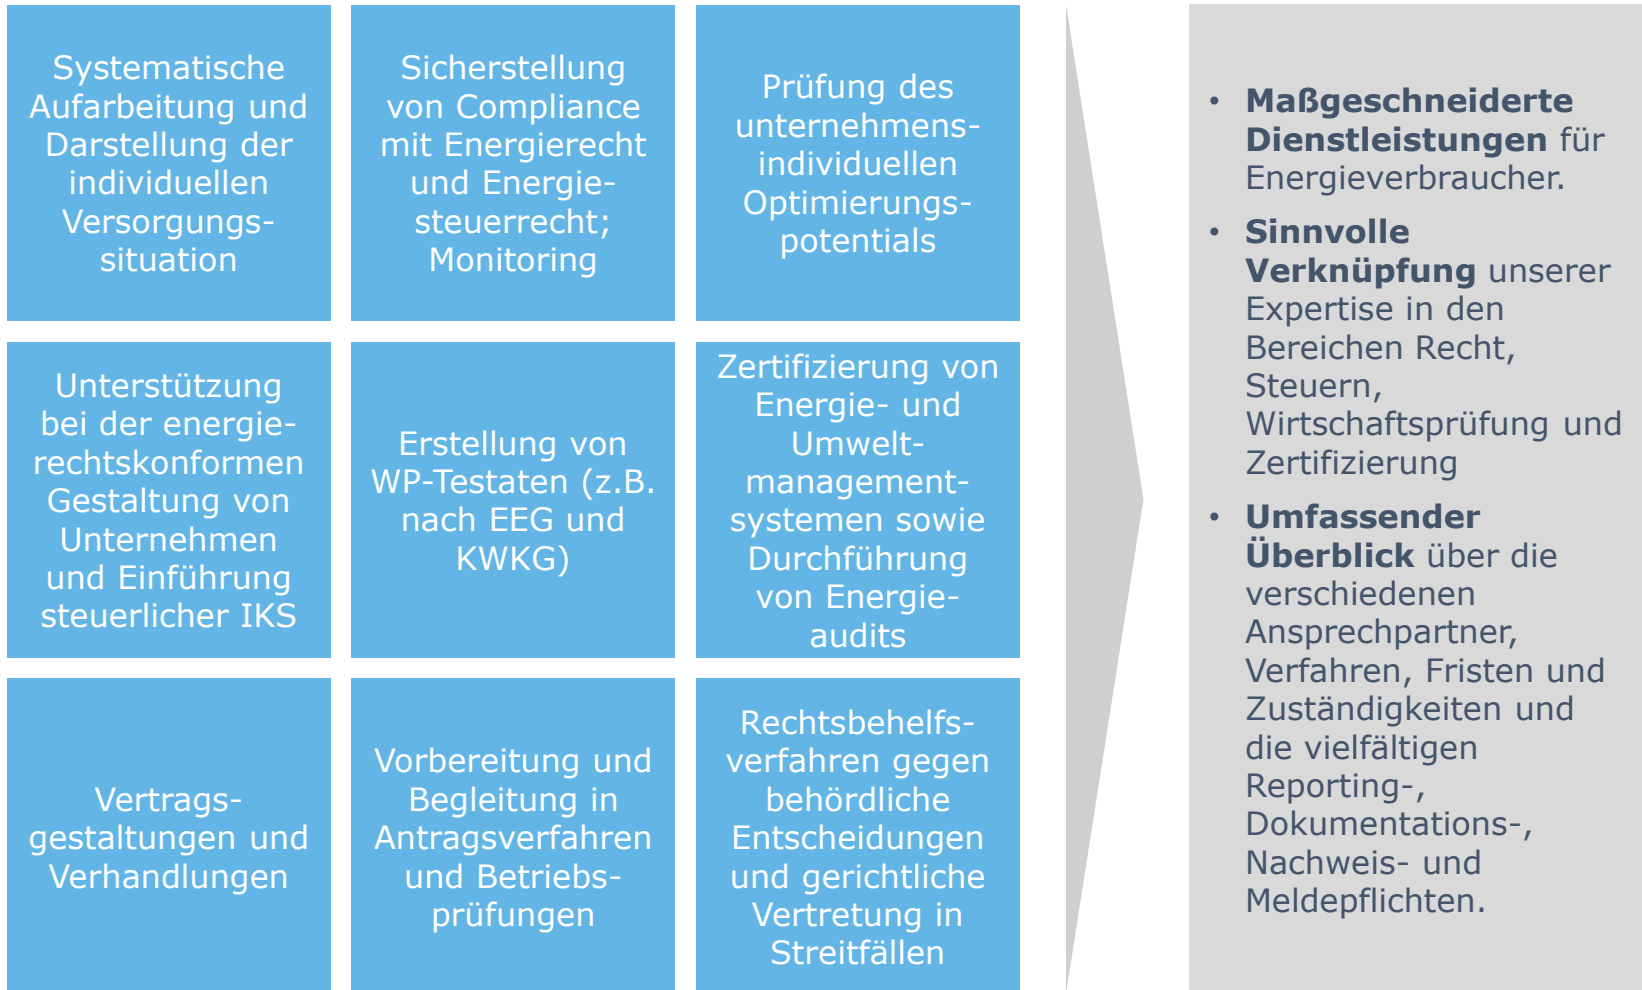 Systematische
Aufarbeitung und
Darstellung der
individuellen
Versorgungs-
situation
Sicherstellung
von Compliance
mit Energierecht
und Energie-
steuerrecht;
Monitoring
Prüfung des
unternehmens-
individuellen
Optimierungs-
potentials
Unterstützung
bei der energie-
rechtskonformen
Gestaltung von
Unternehmen
und Einführung
steuerlicher IKS
Erstellung von
WP-Testaten (z.B.
nach EEG und
KWKG)
Zertifizierung von
Energie- und
Umwelt-
management-
systemen sowie
Durchführung
von Energie-
audits
Vertrags-
gestaltungen und
Verhandlungen
Vorbereitung und
Begleitung in
Antragsverfahren
und Betriebs-
prüfungen
Rechtsbehelfs-
verfahren gegen
behördliche
Entscheidungen
und gerichtliche
Vertretung in
Streitfällen
• Maßgeschneiderte
Dienstleistungen für
Energieverbraucher.
• Sinnvolle
Verknüpfung unserer
Expertise in den
Bereichen Recht,
Steuern,
Wirtschaftsprüfung und
Zertifizierung
• Umfassender
Überblick über die
verschiedenen
Ansprechpartner,
Verfahren, Fristen und
Zuständigkeiten und
die vielfältigen
Reporting-,
Dokumentations-,
Nachweis- und
Meldepflichten.